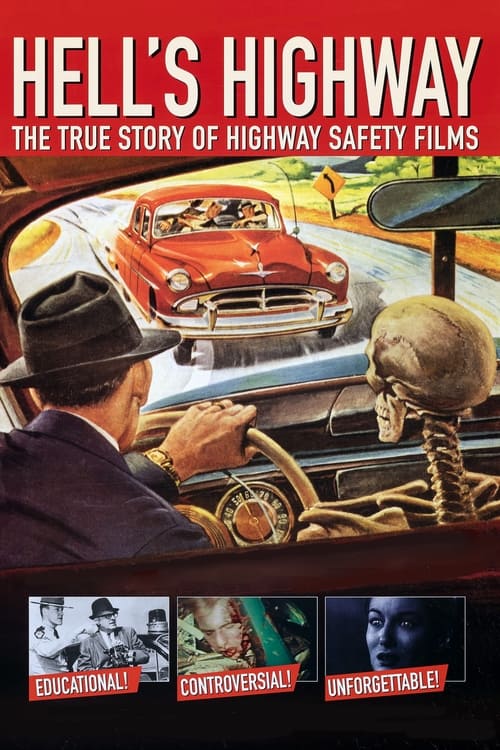 HELL'S HIGHWAY
THE TRUE STORY OF HIGHWAY SAFETY FILMS
EDUCATIONAL!
CONTROVERSIAL!
UNFORGETTABLE!